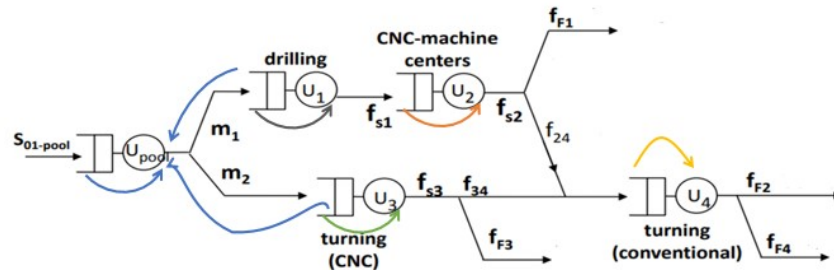 CNC-machine
centers
f_F1
drilling
U_1
U_2
f_s1
f_s2
S_01-pool
U_pool
m_1
f_24
m_2
f_s3
f_34
U_3
U_4
f_F2
f_F3
f_F4
turning
(CNC)
turning
(conventional)